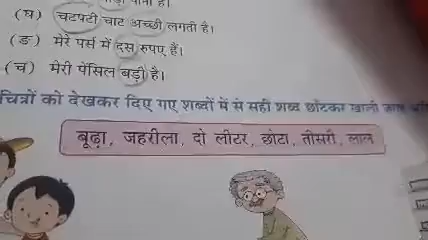 (घ) चटपटी चाट अच्छी लगती है।
(ङ) मेरे पर्स में दस रुपए हैं।
(च) मेरी पेंसिल बड़ी है।
चित्रों को देखकर दिए गए शब्दों में से सही शब्द छाँटकर खाली
बूढ़ा, जहरीला, दो लीटर, छोटा, तीसरी, लाल